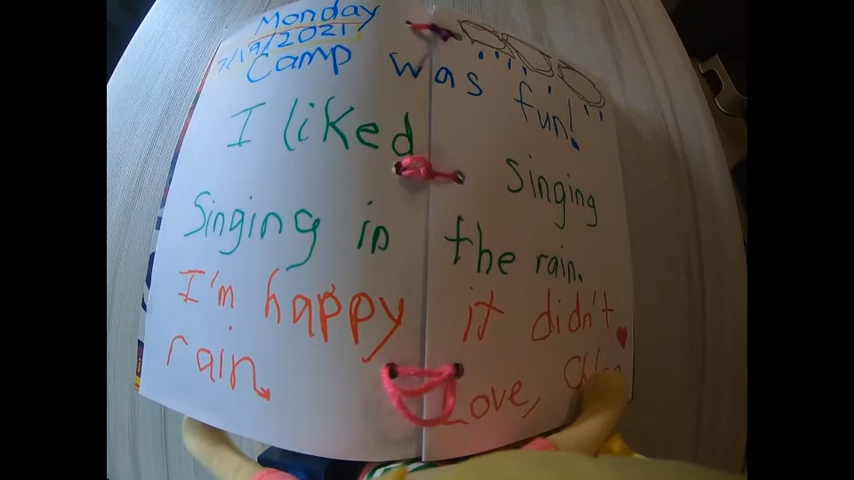 Monday
7/19/2021
Camp was fun!
I liked singing
Singing in the rain.
I'm happy it didn't
rain.
Love,